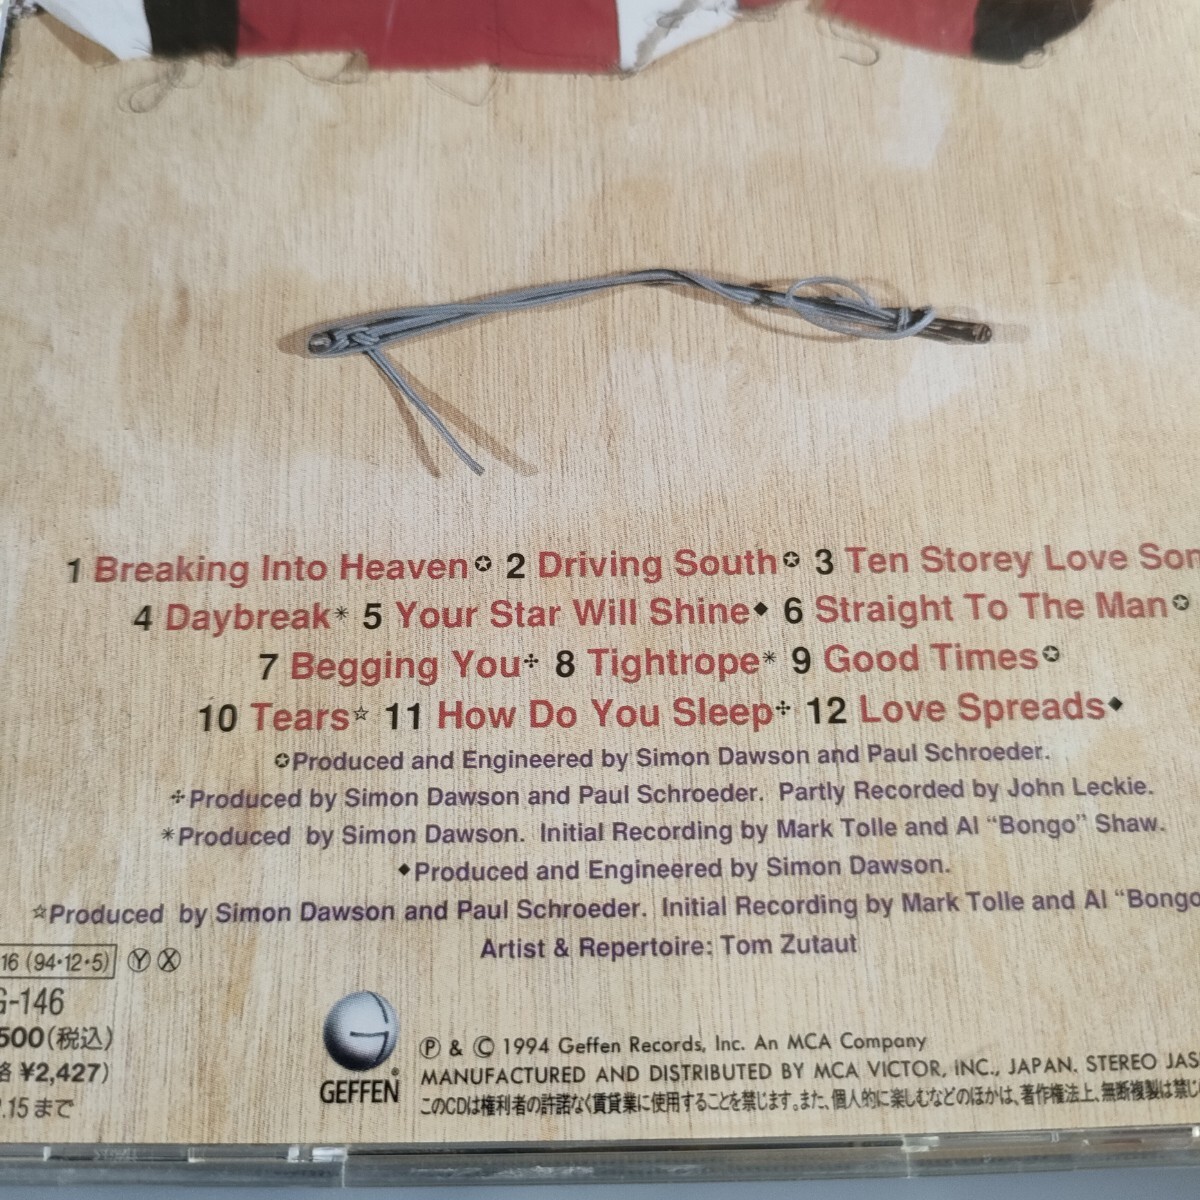 1 Breaking Into Heaven✪ 2 Driving South✪ 3 Ten Storey Love Son
4 Daybreak* 5 Your Star Will Shine◆ 6 Straight To The Man✪
7 Begging You✣ 8 Tightrope* 9 Good Times✪
10 Tears☆ 11 How Do You Sleep✣ 12 Love Spreads◆
✪Produced and Engineered by Simon Dawson and Paul Schroeder.
✣Produced by Simon Dawson and Paul Schroeder. Partly Recorded by John Leckie.
*Produced by Simon Dawson. Initial Recording by Mark Tolle and Al “Bongo” Shaw.
◆Produced and Engineered by Simon Dawson.
☆Produced by Simon Dawson and Paul Schroeder. Initial Recording by Mark Tolle and Al “Bongo
Artist & Repertoire: Tom Zutaut
16 (94・12・5) Ⓨ Ⓧ
G-146
500(税込)
格 ¥2,427)
.15まで
GEFFEN®
Ⓟ & © 1994 Geffen Records, Inc. An MCA Company
MANUFACTURED AND DISTRIBUTED BY MCA VICTOR, INC., JAPAN. STEREO JAS
このCDは権利者の許諾なく賃貸業に使用することを禁じます。また、個人的に楽しむなどのほかは、著作権法上、無断複製は禁じ